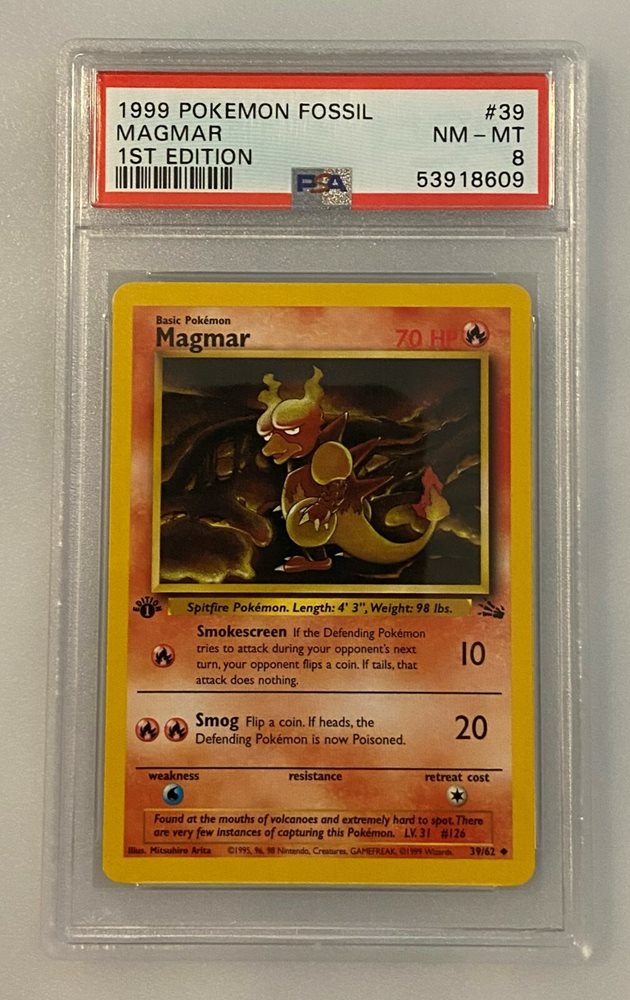 1999 POKEMON FOSSIL #39
MAGMAR NM - MT
1ST EDITION 8
PSA 53918609
Basic Pokémon
Magmar 70 HP
EDITION 1
Spitfire Pokémon. Length: 4' 3", Weight: 98 lbs.
Smokescreen If the Defending Pokémon
tries to attack during your opponent's next
turn, your opponent flips a coin. If tails, that
attack does nothing.
10
Smog Flip a coin. If heads, the
Defending Pokémon is now Poisoned.
20
weakness resistance retreat cost
Found at the mouths of volcanoes and extremely hard to spot. There
are very few instances of capturing this Pokémon. LV. 31 #126
Illus. Mitsuhiro Arita ©1995, 96, 98 Nintendo, Creatures, GAMEFREAK. ©1999 Wizards. 39/62